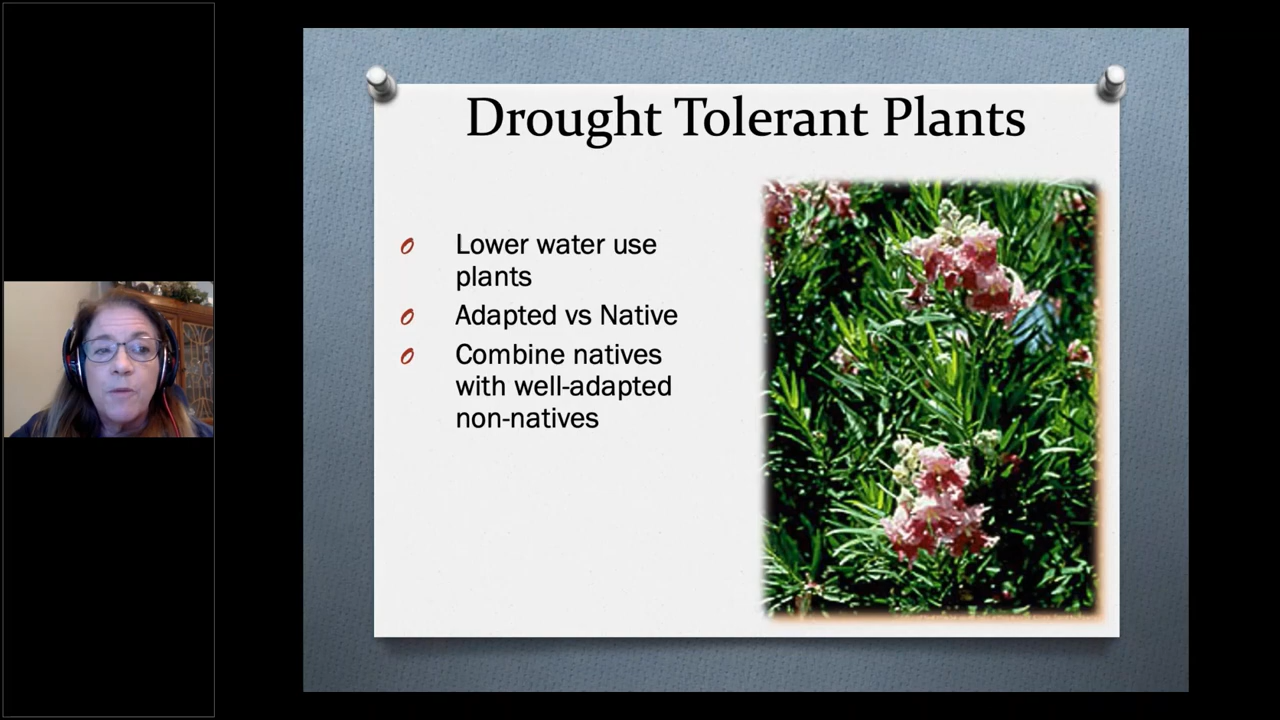 Drought Tolerant Plants
Lower water use
plants
Adapted vs Native
Combine natives
with well-adapted
non-natives